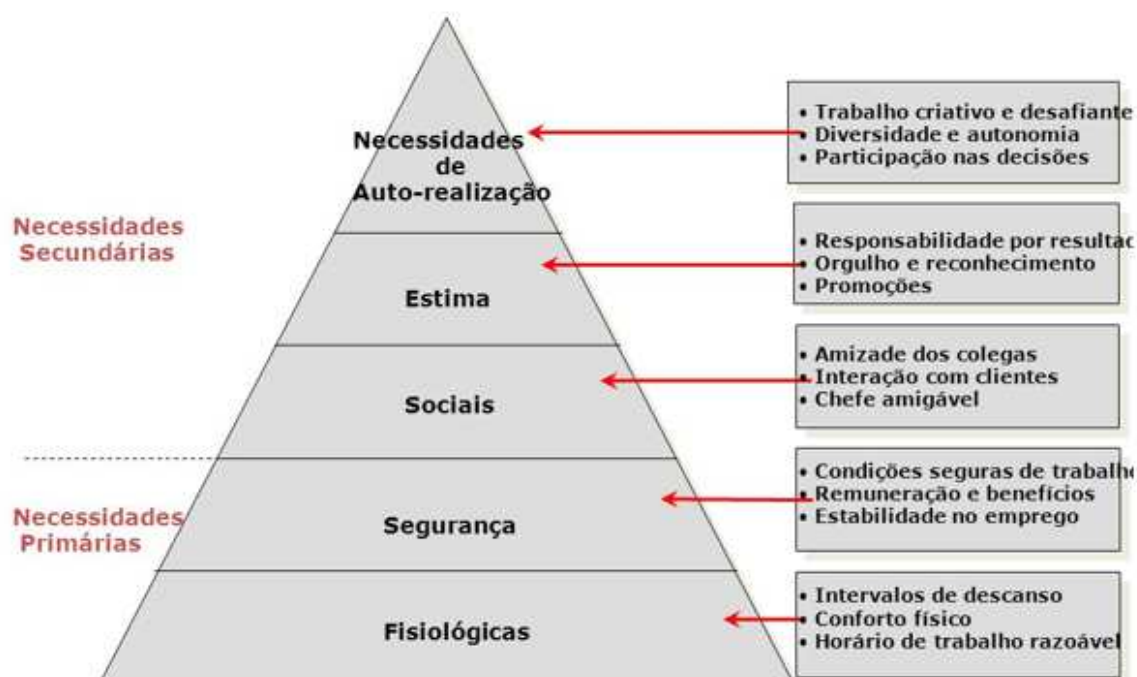 Necessidades
de
Auto-realização
• Trabalho criativo e desafiante
• Diversidade e autonomia
• Participação nas decisões
Necessidades
Secundárias
Estima
• Responsabilidade por
• Orgulho e reconhecimento
• Promoções
Sociais
• Amizade dos colegas
• Interação com clientes
• Chefe amigável
Necessidades
Primárias
Segurança
• Condições seguras de trabalho
• Remuneração e benefícios
• Estabilidade no emprego
Fisiológicas
• Intervalos de descanso
• Conforto físico
• Horário de trabalho razoável